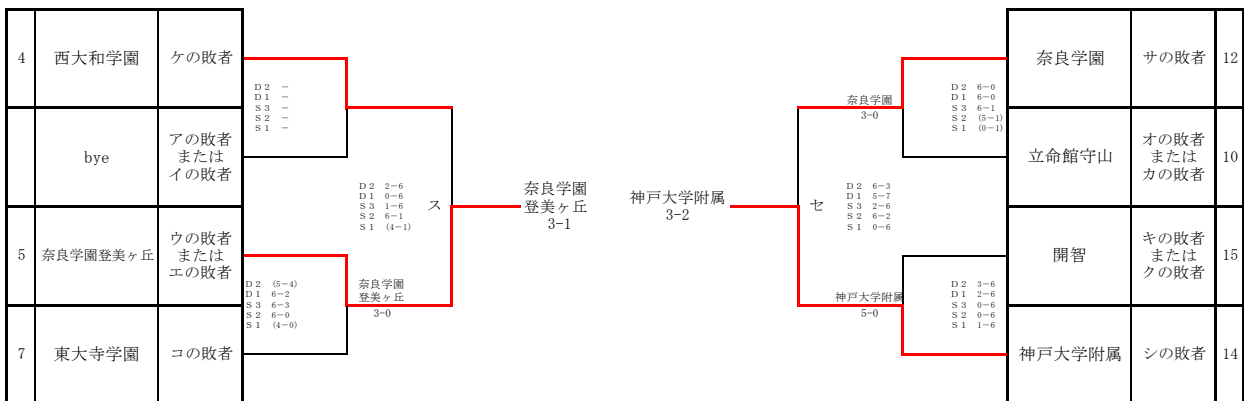 4
西大和学園
ケの敗者
bye
アの敗者
または
イの敗者
5
奈良学園登美ヶ丘
ウの敗者
または
エの敗者
7
東大寺学園
コの敗者
D2 －
D1 －
S3 －
S2 －
S1 －
D2 (5-4)
D1 6-2
S3 6-3
S2 6-0
S1 (4-0)
D2 2-6
D1 0-6
S3 1-6
S2 6-1
S1 (4-1)
ス
奈良学園
登美ヶ丘
3-0
奈良学園
登美ヶ丘
3-1
神戸大学附属
3-2
セ
D2 6-3
D1 5-7
S3 2-6
S2 6-2
S1 0-6
奈良学園
3-0
神戸大学附属
5-0
D2 6-0
D1 6-0
S3 6-1
S2 (5-1)
S1 (0-1)
D2 3-6
D1 2-6
S3 0-6
S2 0-6
S1 1-6
奈良学園
サの敗者
12
立命館守山
オの敗者
または
カの敗者
10
開智
キの敗者
または
クの敗者
15
神戸大学附属
シの敗者
14